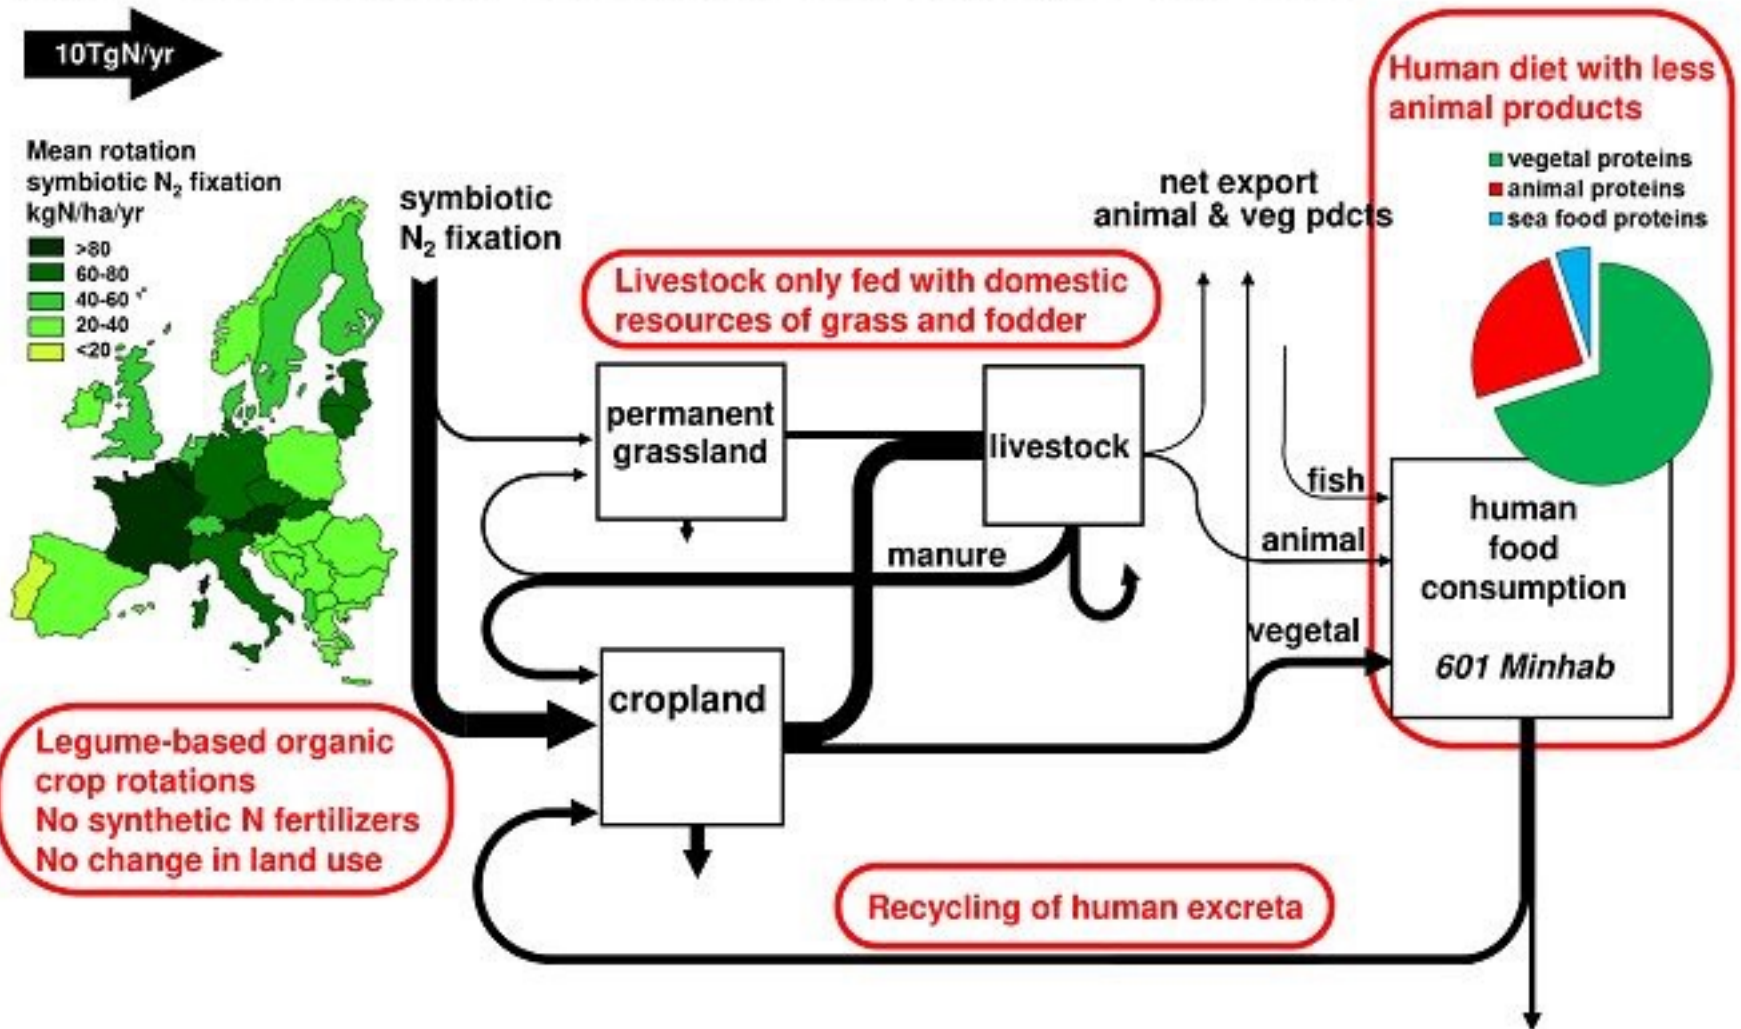 10TgN/yr
Mean rotation
symbiotic N₂ fixation
kgN/ha/yr
>80
60-80
40-60
20-40
<20
symbiotic
N₂ fixation
Livestock only fed with domestic
resources of grass and fodder
net export
animal & veg pdcts
Human diet with less
animal products
vegetal proteins
animal proteins
sea food proteins
permanent
grassland
livestock
manure
fish
animal
vegetal
human
food
consumption
601 Minhab
cropland
Legume-based organic
crop rotations
No synthetic N fertilizers
No change in land use
Recycling of human excreta